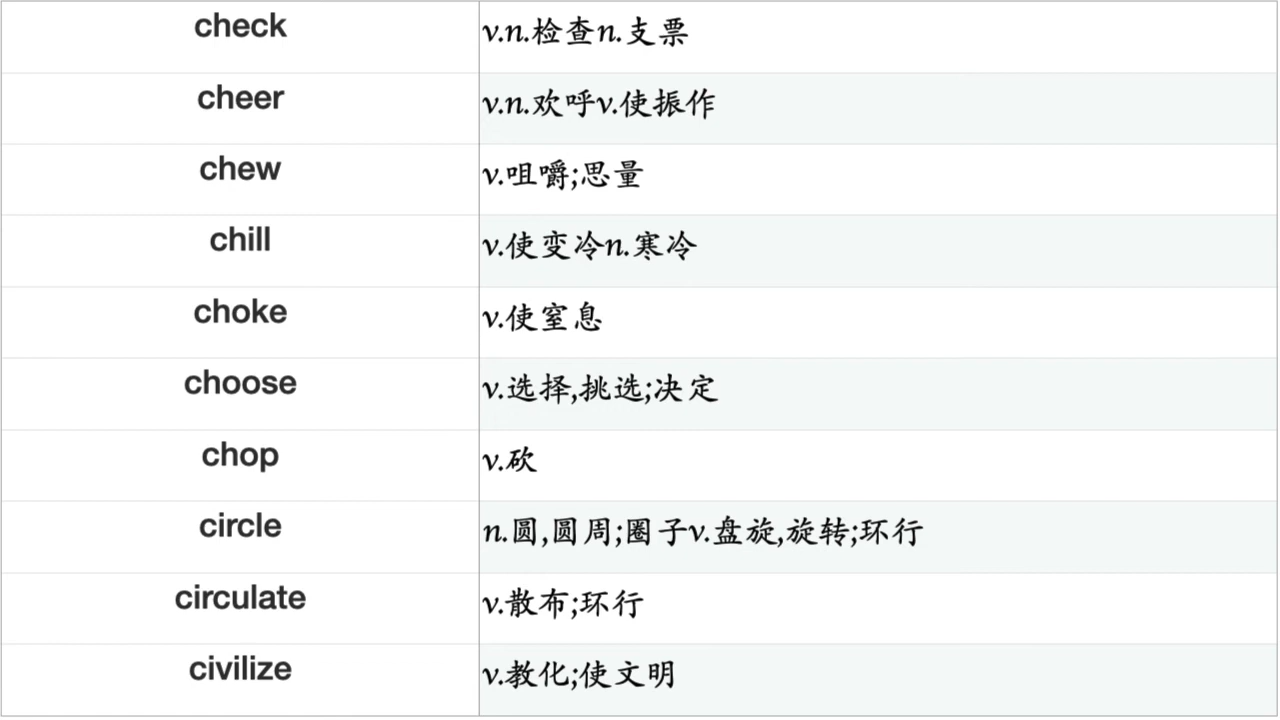 check v.n.检查n.支票
cheer v.n.欢呼v.使振作
chew v.咀嚼;思量
chill v.使变冷n.寒冷
choke v.使窒息
choose v.选择,挑选;决定
chop v.砍
circle n.圆,圆周;圈子v.盘旋,旋转;环行
circulate v.散布;环行
civilize v.教化;使文明